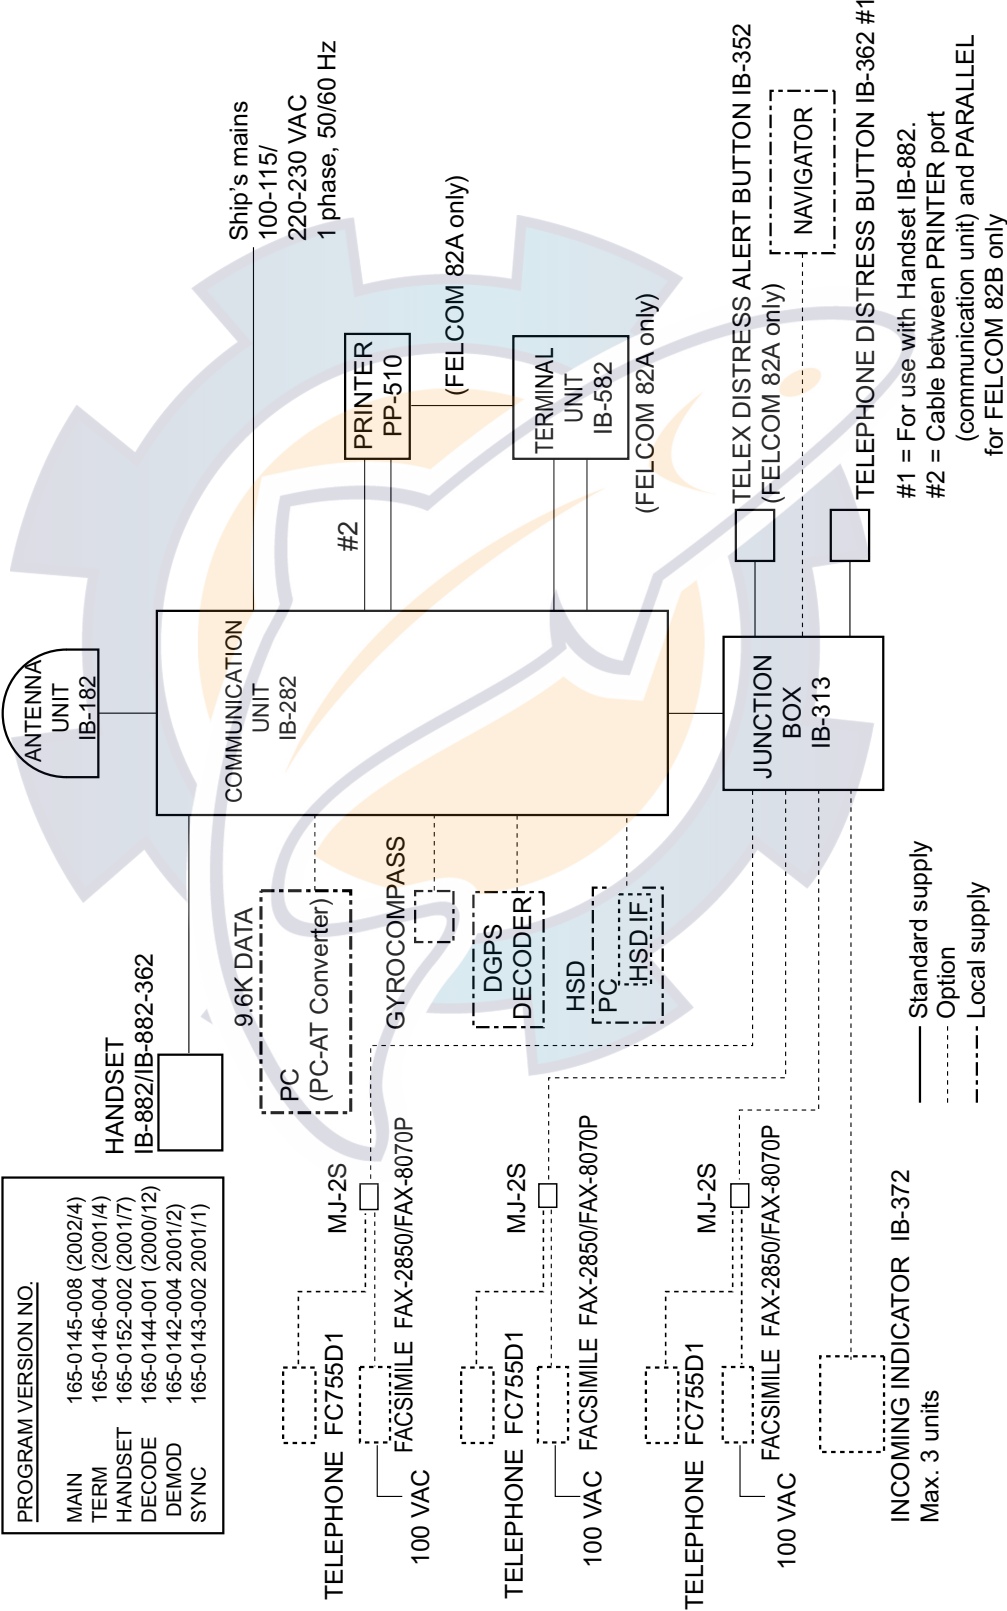 PROGRAM VERSION NO.
MAIN 165-0145-008 (2002/4)
TERM 165-0146-004 (2001/4)
HANDSET 165-0152-002 (2001/7)
DECODE 165-0144-001 (2000/12)
DEMOD 165-0142-004 2001/2)
SYNC 165-0143-002 2001/1)
HANDSET
IB-882/IB-882-362
ANTENNA
UNIT
IB-182
COMMUNICATION
UNIT
IB-282
Ship's mains
100-115/
220-230 VAC
1 phase, 50/60 Hz
#2
PRINTER
PP-510
(FELCOM 82A only)
TERMINAL
UNIT
IB-582
(FELCOM 82A only)
9.6K DATA
PC
(PC-AT Converter)
GYROCOMPASS
DGPS
DECODER
HSD
PC
HSD IF
JUNCTION
BOX
IB-313
TELEX DISTRESS ALERT BUTTON IB-352
(FELCOM 82A only)
NAVIGATOR
TELEPHONE DISTRESS BUTTON IB-362 #1
#1 = For use with Handset IB-882.
#2 = Cable between PRINTER port
(communication unit) and PARALLEL
for FELCOM 82B only
MJ-2S
TELEPHONE FC755D1
FACSIMILE FAX-2850/FAX-8070P
100 VAC
MJ-2S
TELEPHONE FC755D1
FACSIMILE FAX-2850/FAX-8070P
100 VAC
MJ-2S
TELEPHONE FC755D1
FACSIMILE FAX-2850/FAX-8070P
100 VAC
INCOMING INDICATOR IB-372
Max. 3 units
Standard supply
Option
Local supply